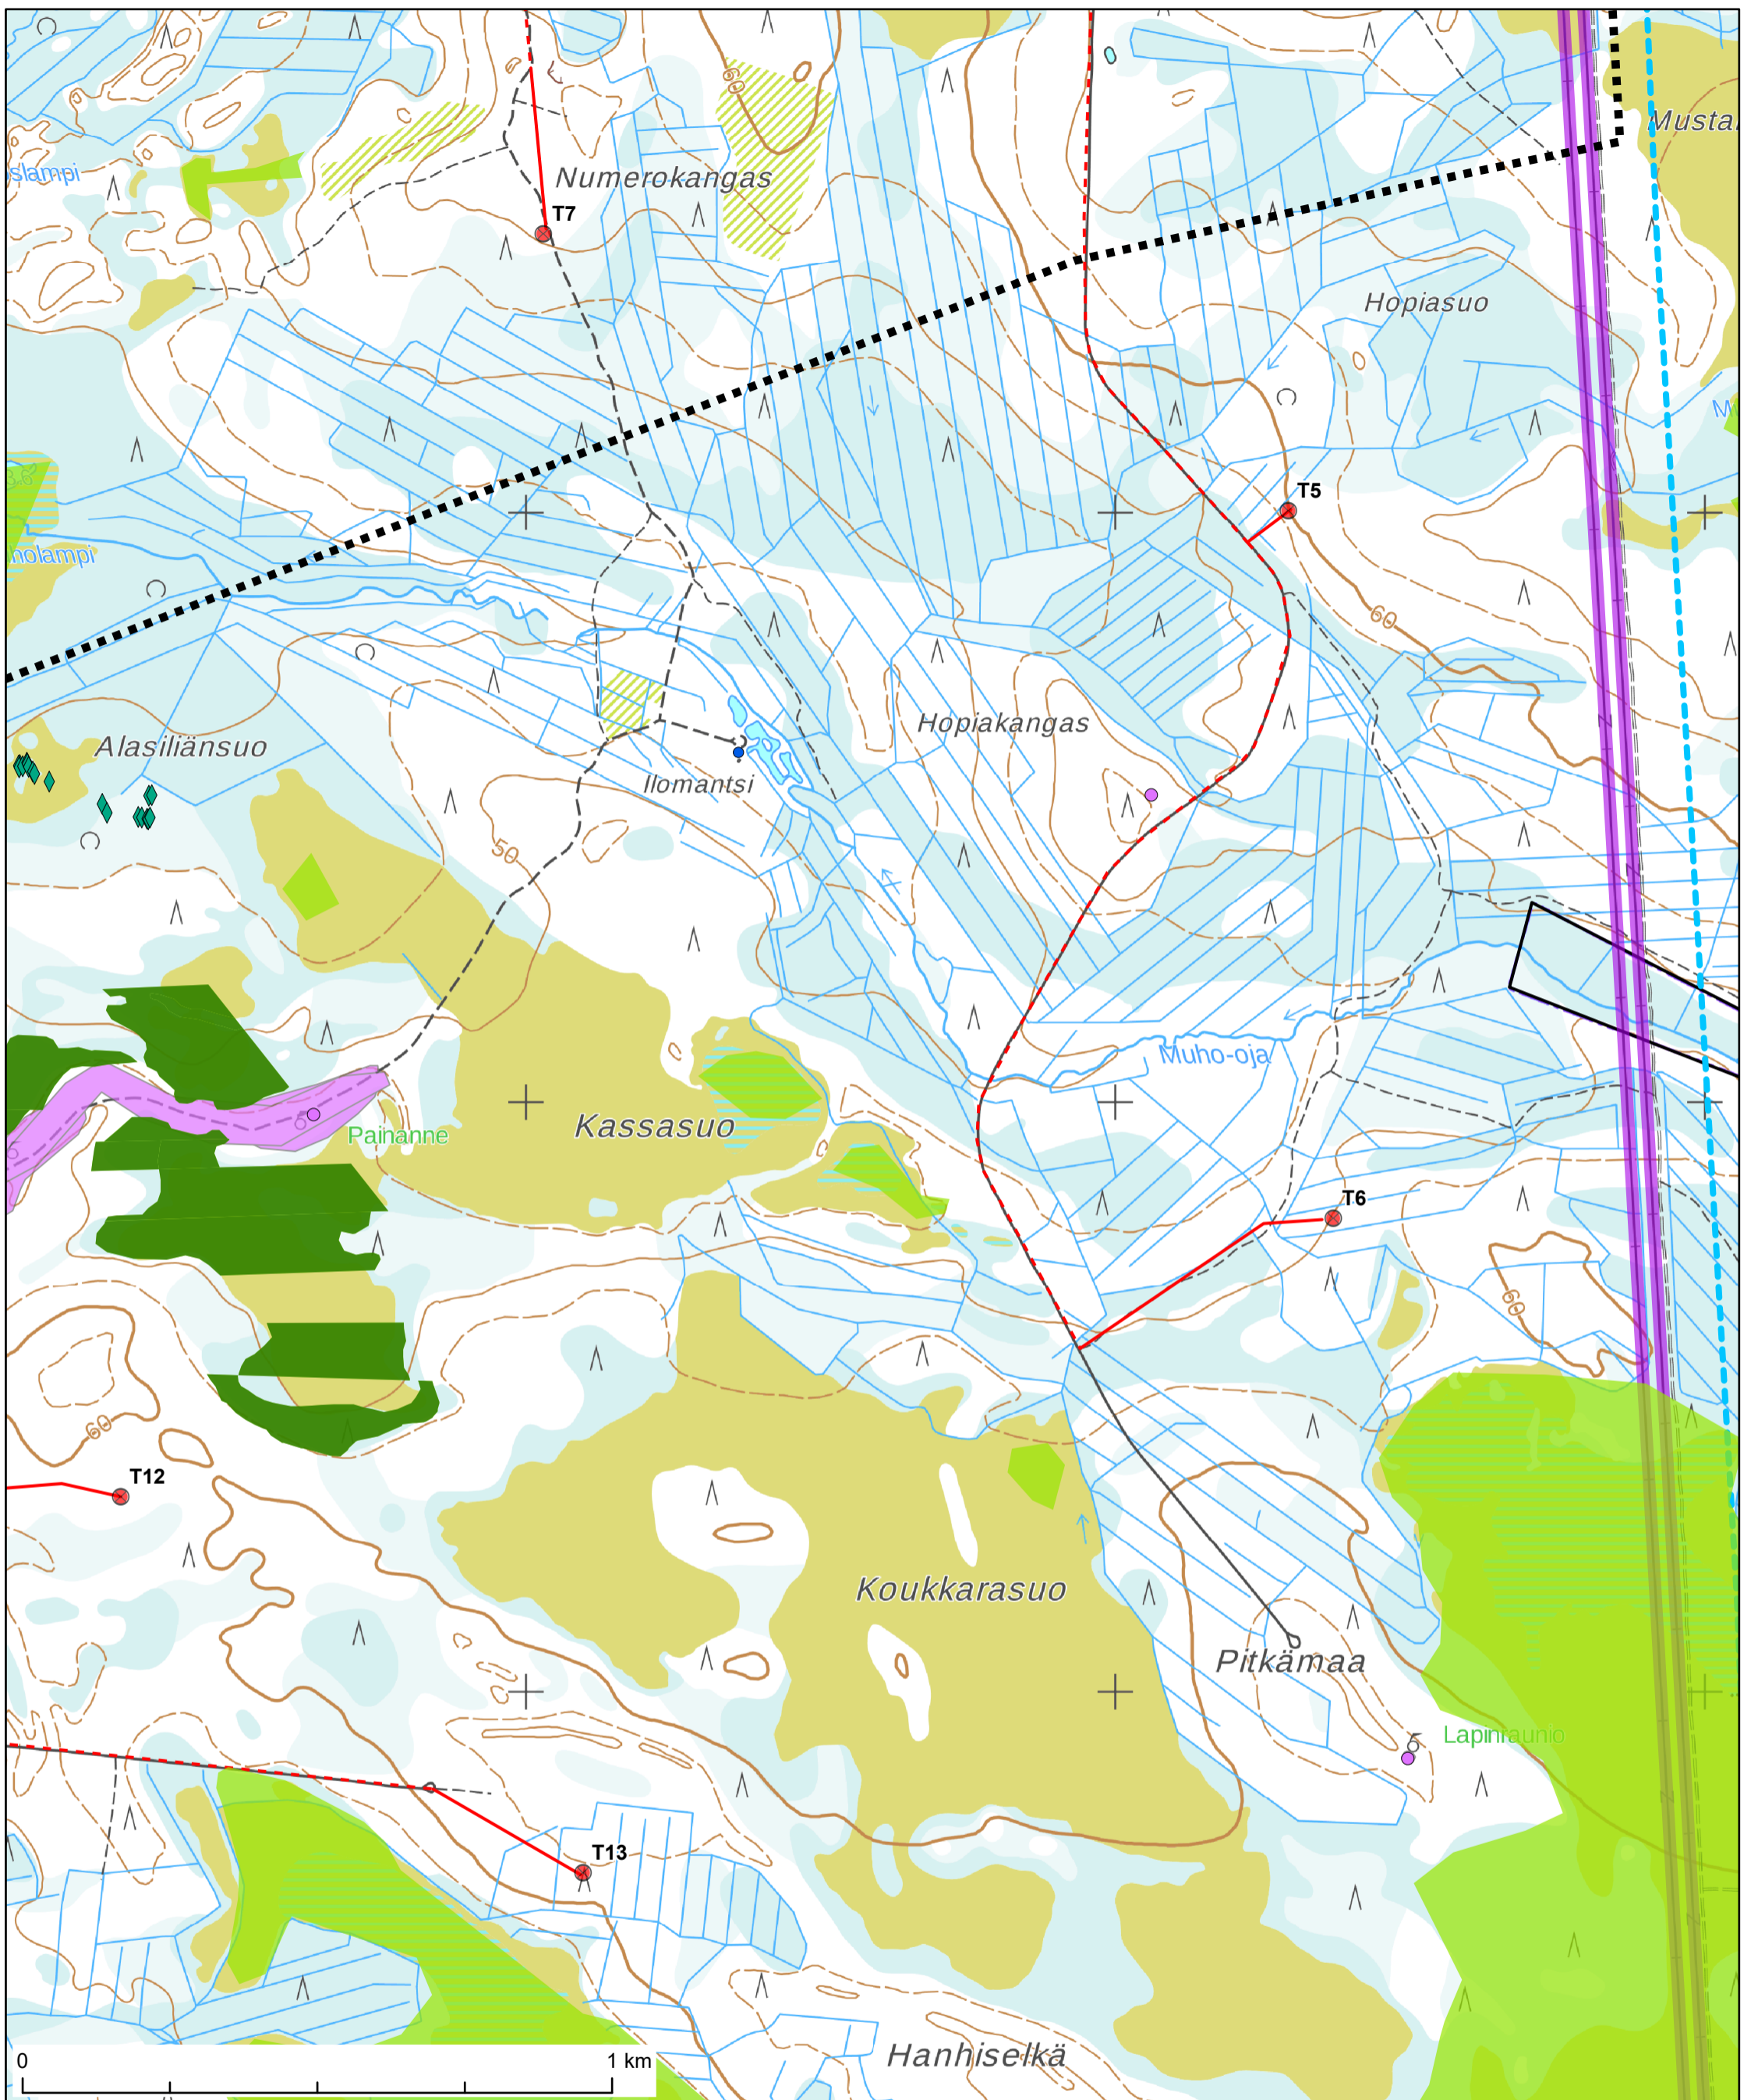 60
Musta
slampi
Numerokangas
T7
Hopiasuo
T5
holampi
60
Alasiliänsuo
Hopiakangas
Ilomantsi
50
Muho-oja
Kassasuo
Painanne
T6
60
60
T12
Koukkarasuo
Pitkämaa
Lapinraunio
T13
Hanhiselkä
0
1 km